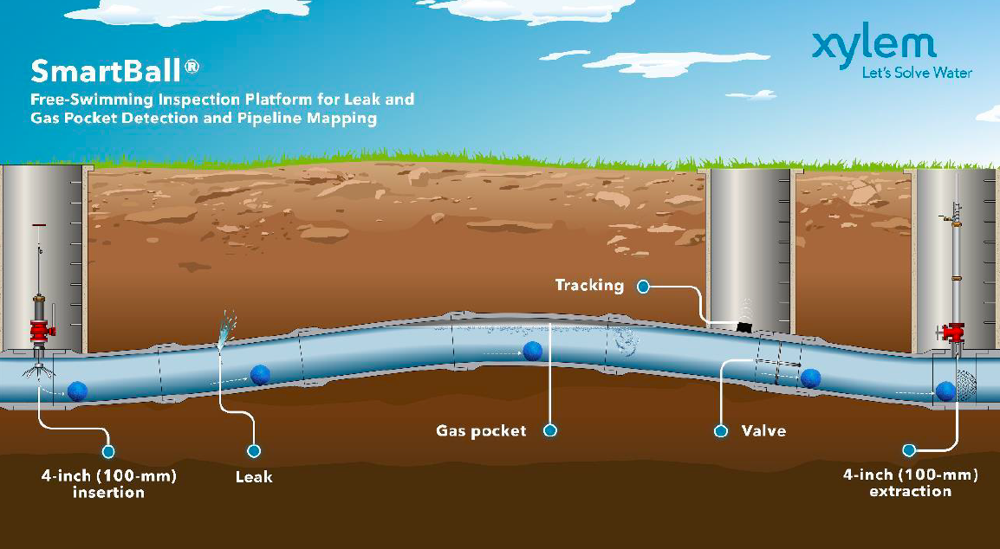 SmartBall®
Free-Swimming Inspection Platform for Leak and
Gas Pocket Detection and Pipeline Mapping
xylem
Let's Solve Water
Tracking
Gas pocket
Valve
4-inch (100-mm)
insertion
Leak
4-inch (100-mm)
extraction